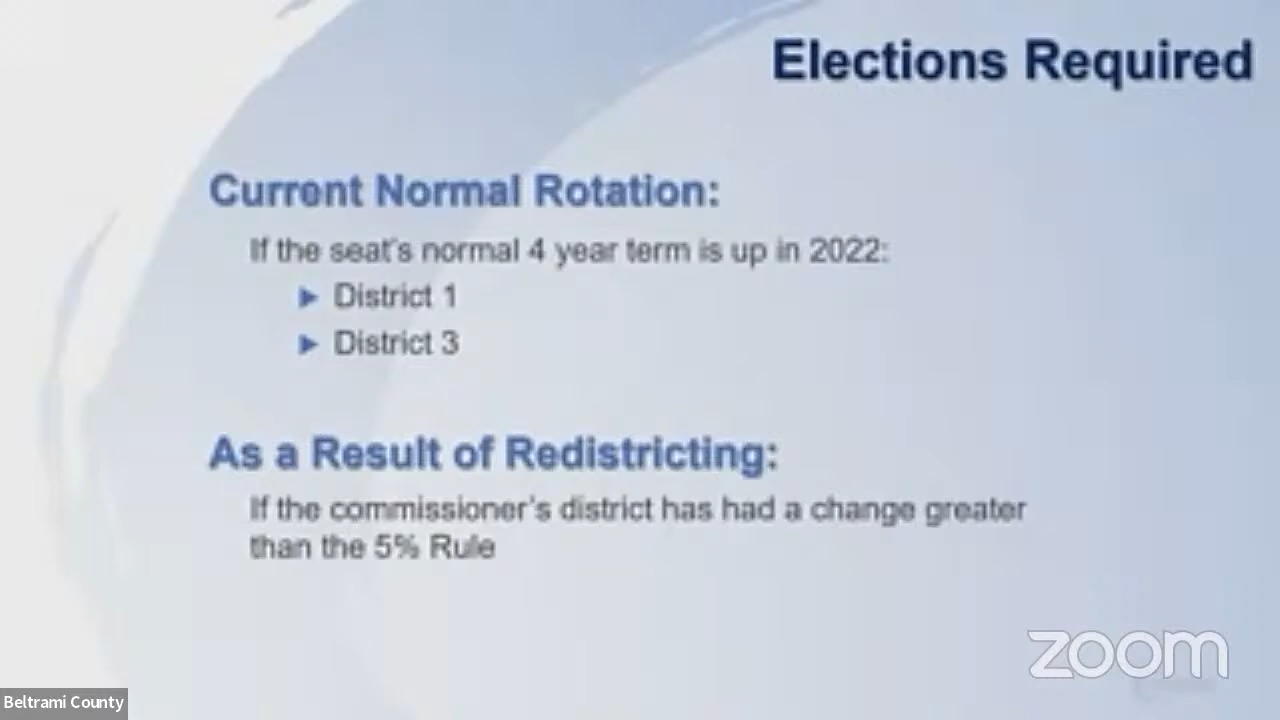 Elections Required
Current Normal Rotation:
If the seat's normal 4 year term is up in 2022:
► District 1
► District 3
As a Result of Redistricting:
If the commissioner's district has had a change greater
than the 5% Rule
zoom
Beltrami County